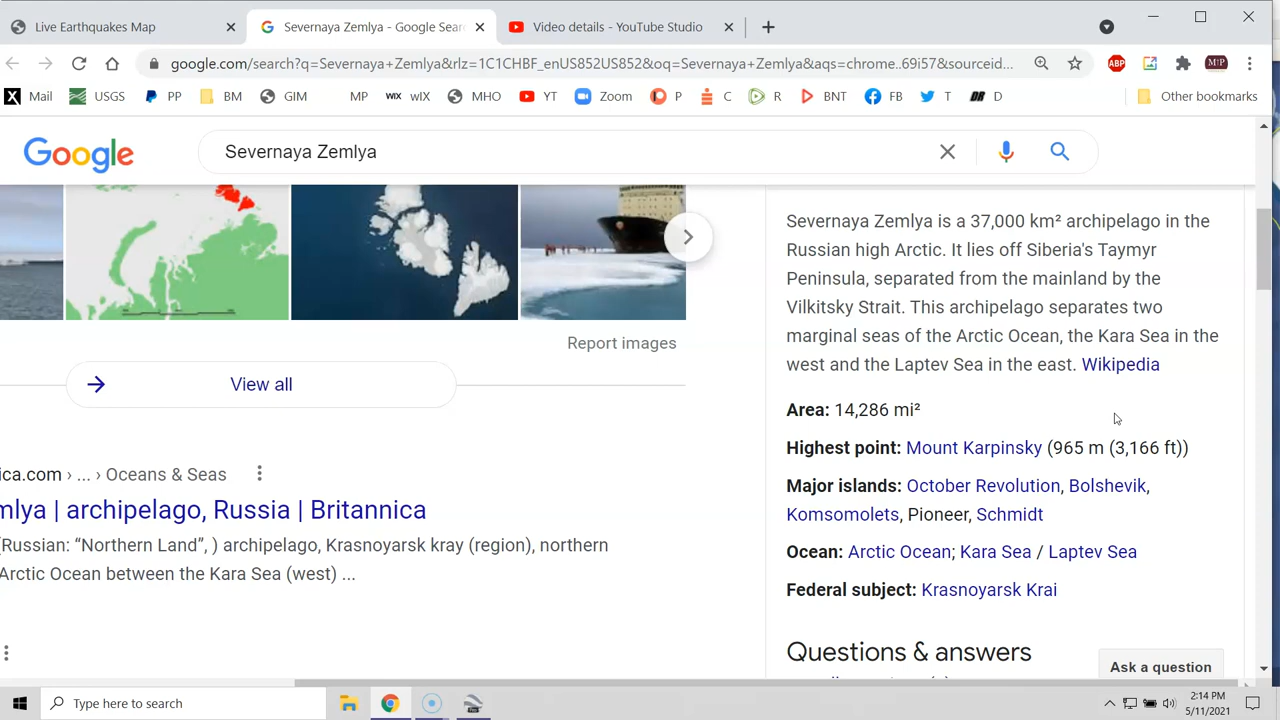 Live Earthquakes Map
Severnaya Zemlya - Google Sear
Video details - YouTube Studio
google.com/search?q=Severnaya+Zemlya&rlz=1C1CHBF_enUS852US852&oq=Severnaya+Zemlya&aqs=chrome..69i57&sourceid...
ABP
Mail
USGS
PP
BM
GIM
MP
WIX wIX
MHO
YT
Zoom
P
C
BNT
FB
T
DR D
Other bookmarks
Google
Severnaya Zemlya
Report images
View all
ica.com › ... › Oceans & Seas
mlya | archipelago, Russia | Britannica
(Russian: “Northern Land”, ) archipelago, Krasnoyarsk kray (region), northern
Arctic Ocean between the Kara Sea (west) ...
Severnaya Zemlya is a 37,000 km² archipelago in the
Russian high Arctic. It lies off Siberia's Taymyr
Peninsula, separated from the mainland by the
Vilkitsky Strait. This archipelago separates two
marginal seas of the Arctic Ocean, the Kara Sea in the
west and the Laptev Sea in the east. Wikipedia
Area: 14,286 mi²
Highest point: Mount Karpinsky (965 m (3,166 ft))
Major islands: October Revolution, Bolshevik,
Komsomolets, Pioneer, Schmidt
Ocean: Arctic Ocean; Kara Sea / Laptev Sea
Federal subject: Krasnoyarsk Krai
Questions & answers
Ask a question
Type here to search
2:14 PM
5/11/2021